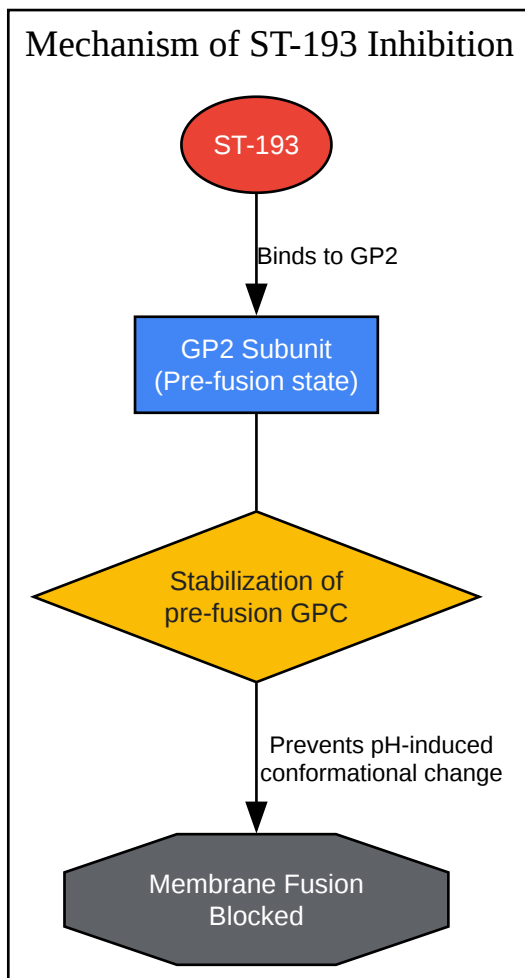 Mechanism of ST-193 Inhibition
ST-193
Binds to GP2
GP2 Subunit
(Pre-fusion state)
Stabilization of
pre-fusion GPC
Prevents pH-induced
conformational change
Membrane Fusion
Blocked